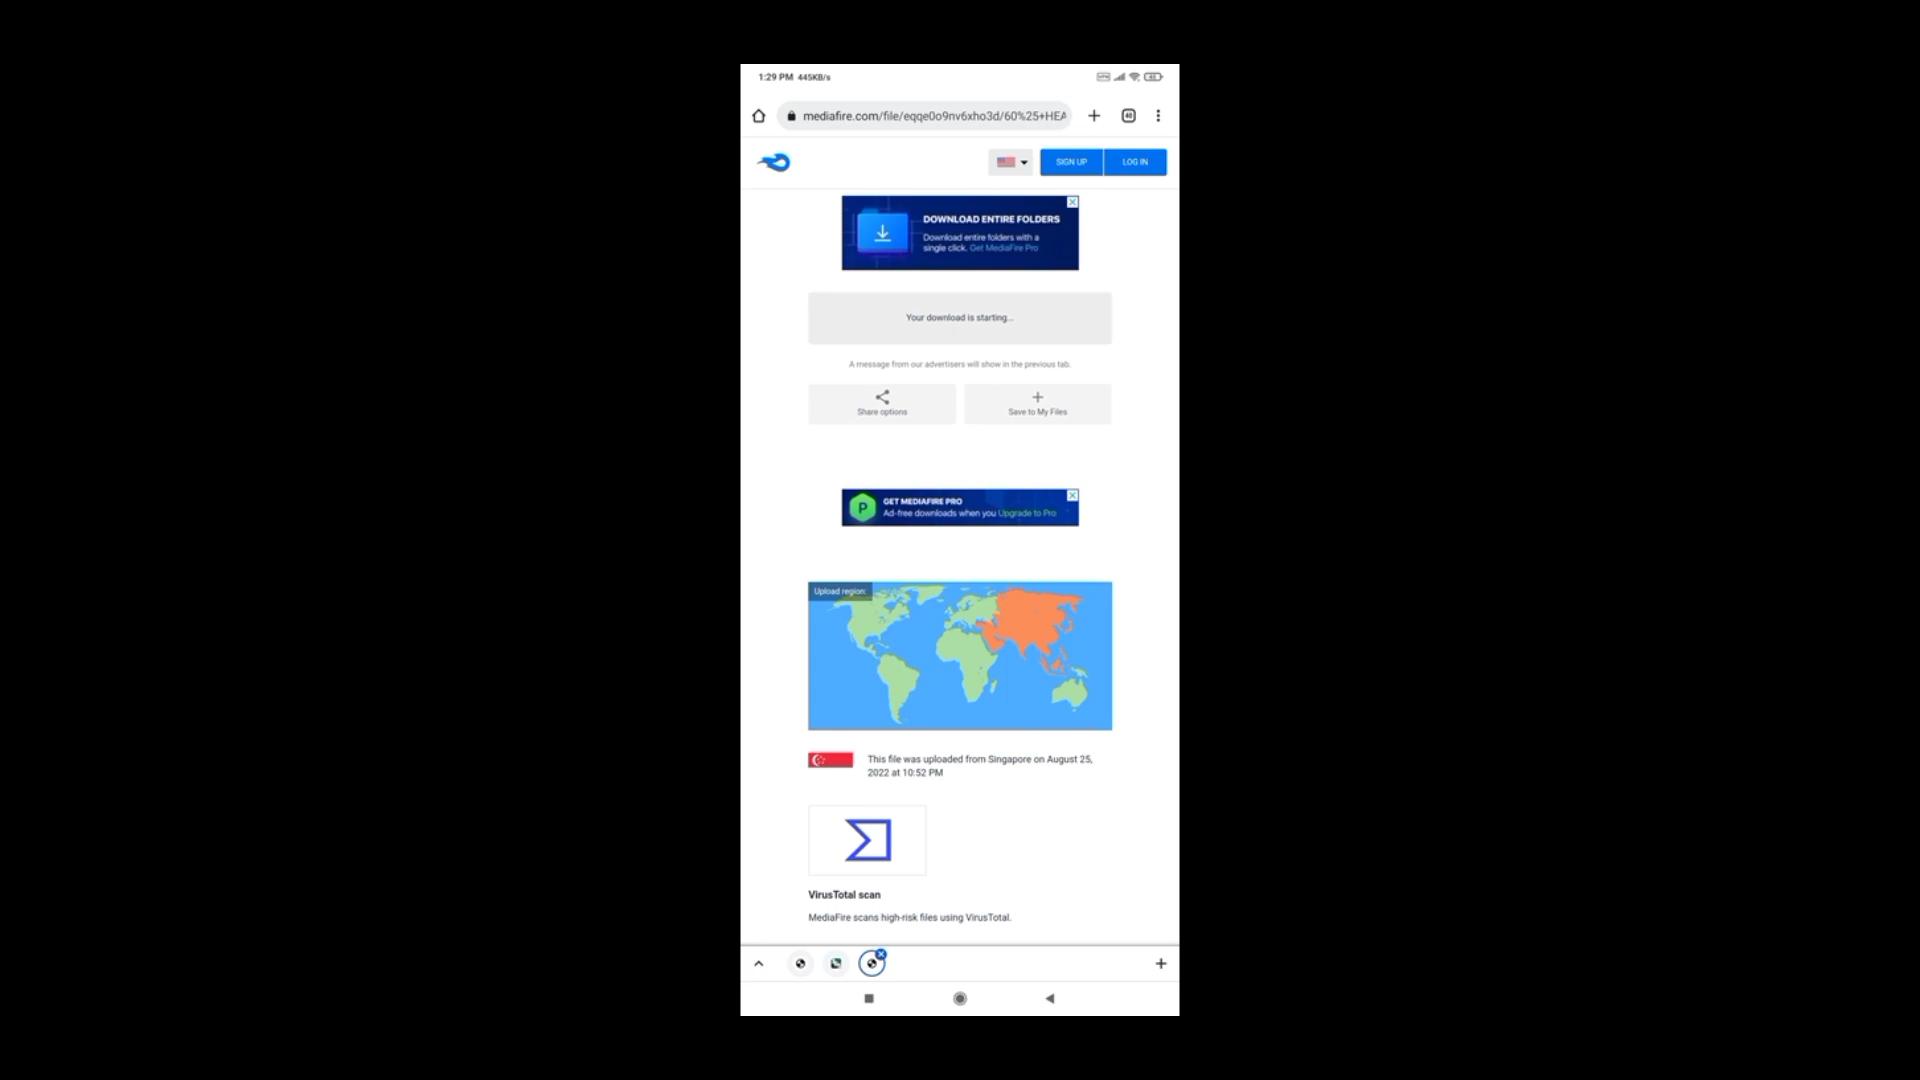 1:29 PM 445KB/s
mediafire.com/file/eqqe0o9nv6xho3d/60%25+HEA
SIGN UP
LOG IN
DOWNLOAD ENTIRE FOLDERS
Download entire folders with a
single click. Get MediaFire Pro
Your download is starting...
A message from our advertisers will show in the previous tab.
Share options
Save to My Files
P
GET MEDIAFIRE PRO
Ad-free downloads when you Upgrade to Pro
Upload region:
This file was uploaded from Singapore on August 25,
2022 at 10:52 PM
VirusTotal scan
MediaFire scans high-risk files using VirusTotal.